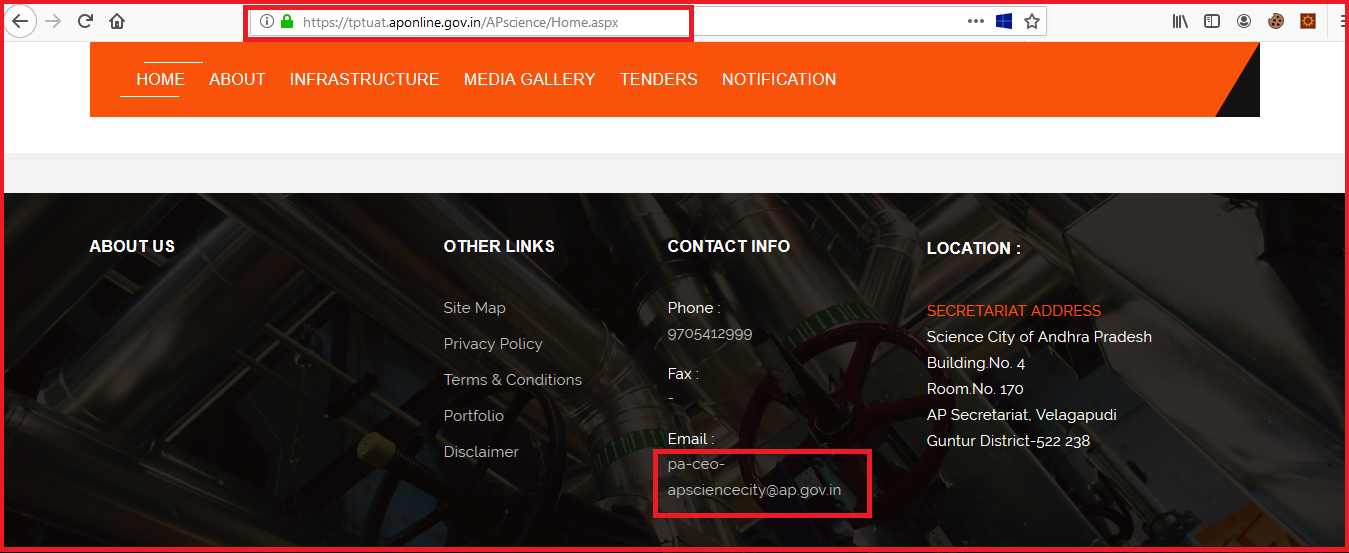 https://tptuat.aponline.gov.in/APscience/Home.aspx
HOME ABOUT INFRASTRUCTURE MEDIA GALLERY TENDERS NOTIFICATION
ABOUT US
OTHER LINKS
Site Map
Privacy Policy
Terms & Conditions
Portfolio
Disclaimer
CONTACT INFO
Phone :
9705412999
Fax :
-
Email :
pa-ceo-
apsciencecity@ap.gov.in
LOCATION :
SECRETARIAT ADDRESS
Science City of Andhra Pradesh
Building.No. 4
Room.No. 170
AP Secretariat, Velagapudi
Guntur District-522 238